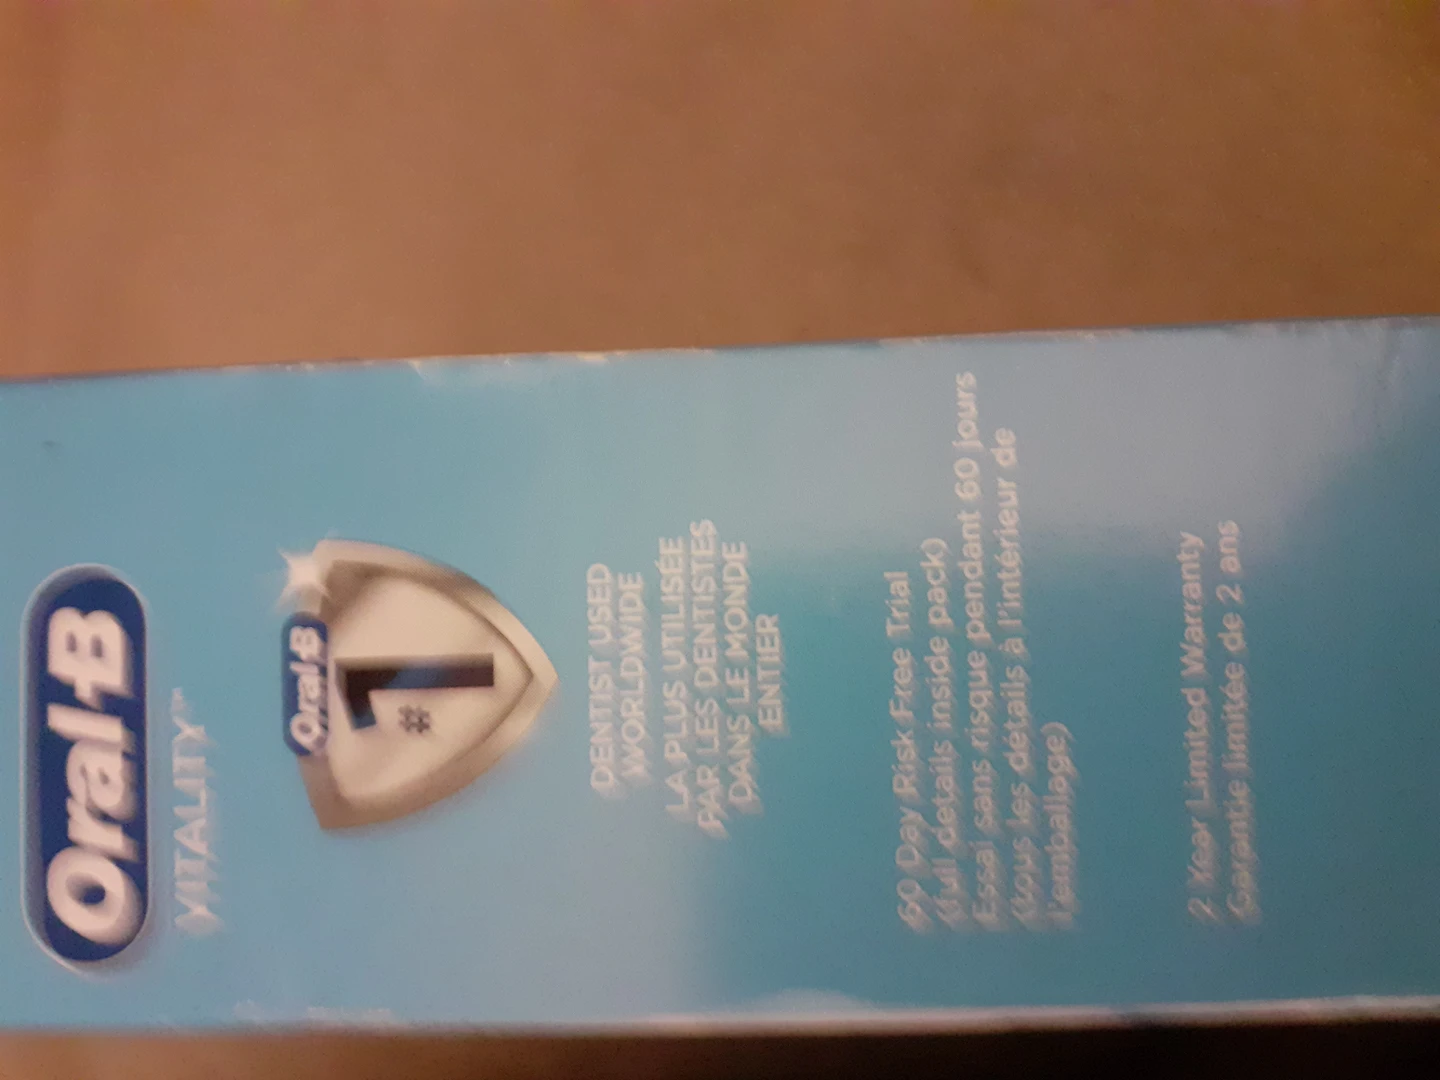 Oral-B
VITALITY™
Oral-B
#1
DENTIST USED
WORLDWIDE
LA PLUS UTILISÉE
PAR LES DENTISTES
DANS LE MONDE
ENTIER
60 Day Risk Free Trial
(full details inside pack)
Essai sans risque pendant 60 jours
(tous les détails à l'intérieur de
l'emballage)
2 Year Limited Warranty
Garantie limitée de 2 ans